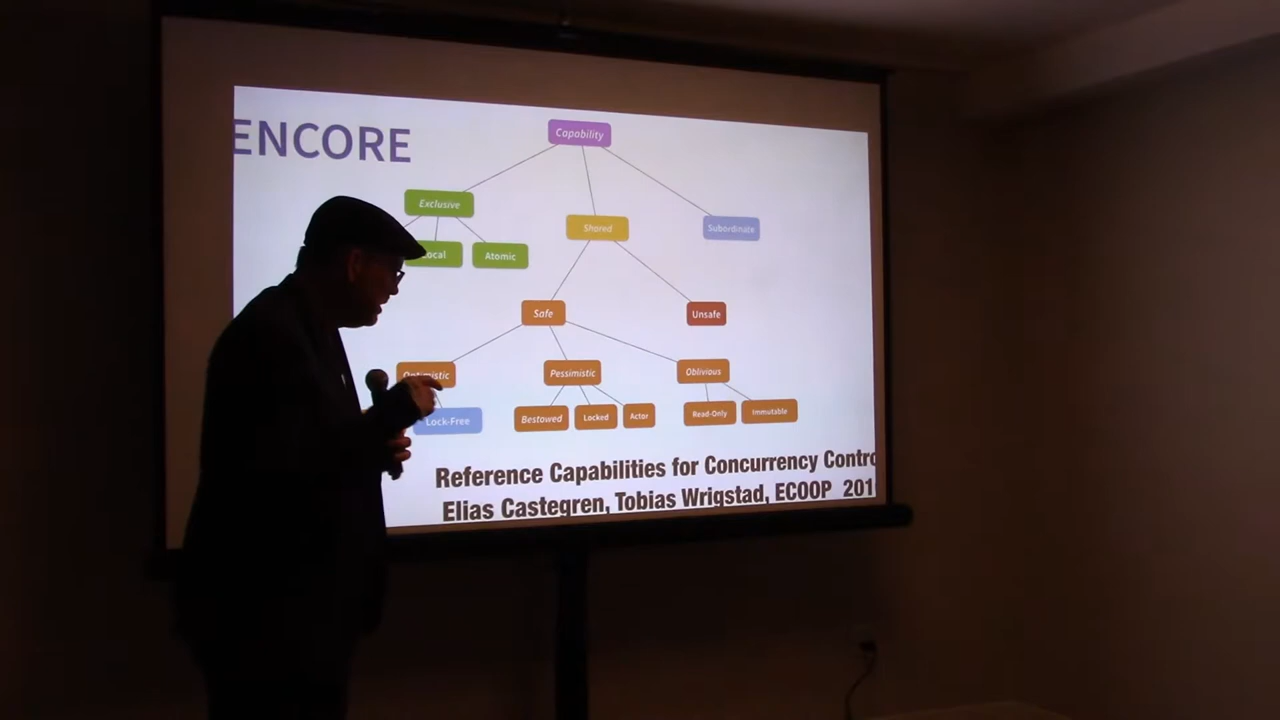 ENCORE
Capability
Exclusive
Shared
Subordinate
Local
Atomic
Safe
Unsafe
Optimistic
Pessimistic
Oblivious
Lock-Free
Bestowed
Locked
Actor
Read-Only
Immutable
Reference Capabilities for Concurrency Contro
Elias Castegren, Tobias Wrigstad, ECOOP 201